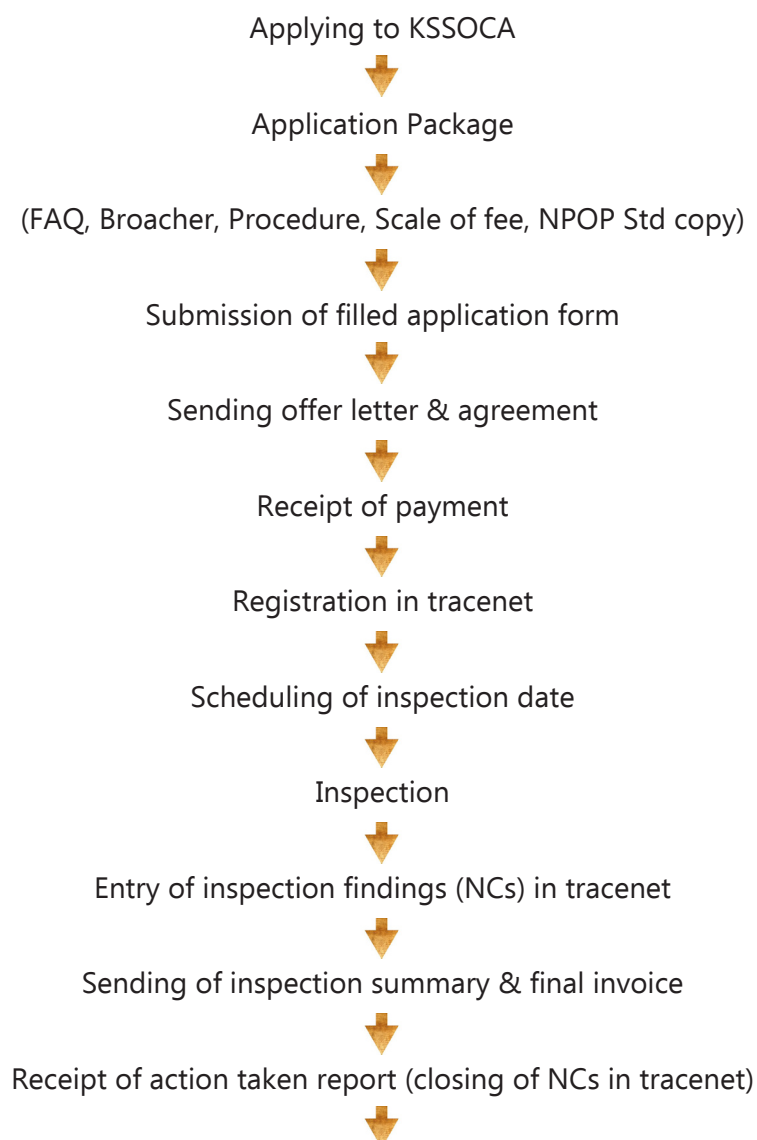 Applying to KSSOCA
Application Package
(FAQ, Broacher, Procedure, Scale of fee, NPOP Std copy)
Submission of filled application form
Sending offer letter & agreement
Receipt of payment
Registration in tracenet
Scheduling of inspection date
Inspection
Entry of inspection findings (NCs) in tracenet
Sending of inspection summary & final invoice
Receipt of action taken report (closing of NCs in tracenet)